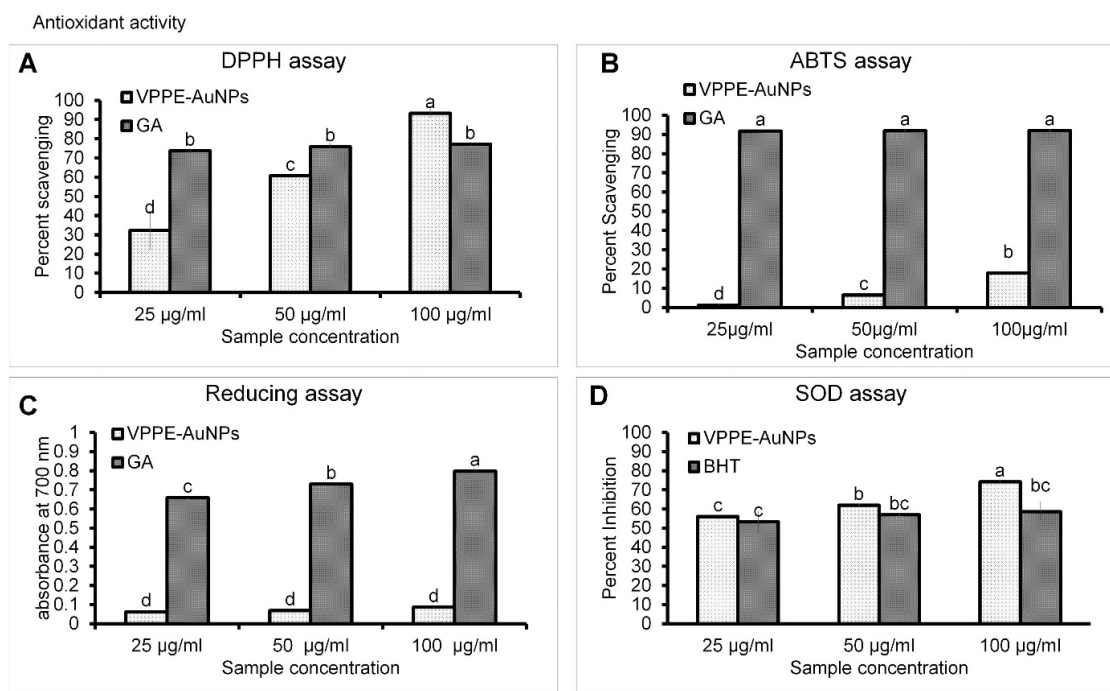 Antioxidant activity
A
DPPH assay
Percent scavenging
100
90
80
70
60
50
40
30
20
10
0
VPPE-AuNPs
GA
d
b
c
b
a
b
25 µg/ml
50 µg/ml
100 µg/ml
Sample concentration
B
ABTS assay
Percent Scavenging
100
90
80
70
60
50
40
30
20
10
0
VPPE-AuNPs
GA
d
a
c
a
b
a
25µg/ml
50µg/ml
100µg/ml
Sample concentration
C
Reducing assay
absorbance at 700 nm
1
0.9
0.8
0.7
0.6
0.5
0.4
0.3
0.2
0.1
0
VPPE-AuNPs
GA
d
c
d
b
d
a
25 µg/ml
50 µg/ml
100 µg/ml
Sample concentration
D
SOD assay
Percent Inhibition
100
90
80
70
60
50
40
30
20
10
0
VPPE-AuNPs
BHT
c
c
b
bc
a
bc
25 µg/ml
50 µg/ml
100 µg/ml
Sample concentration